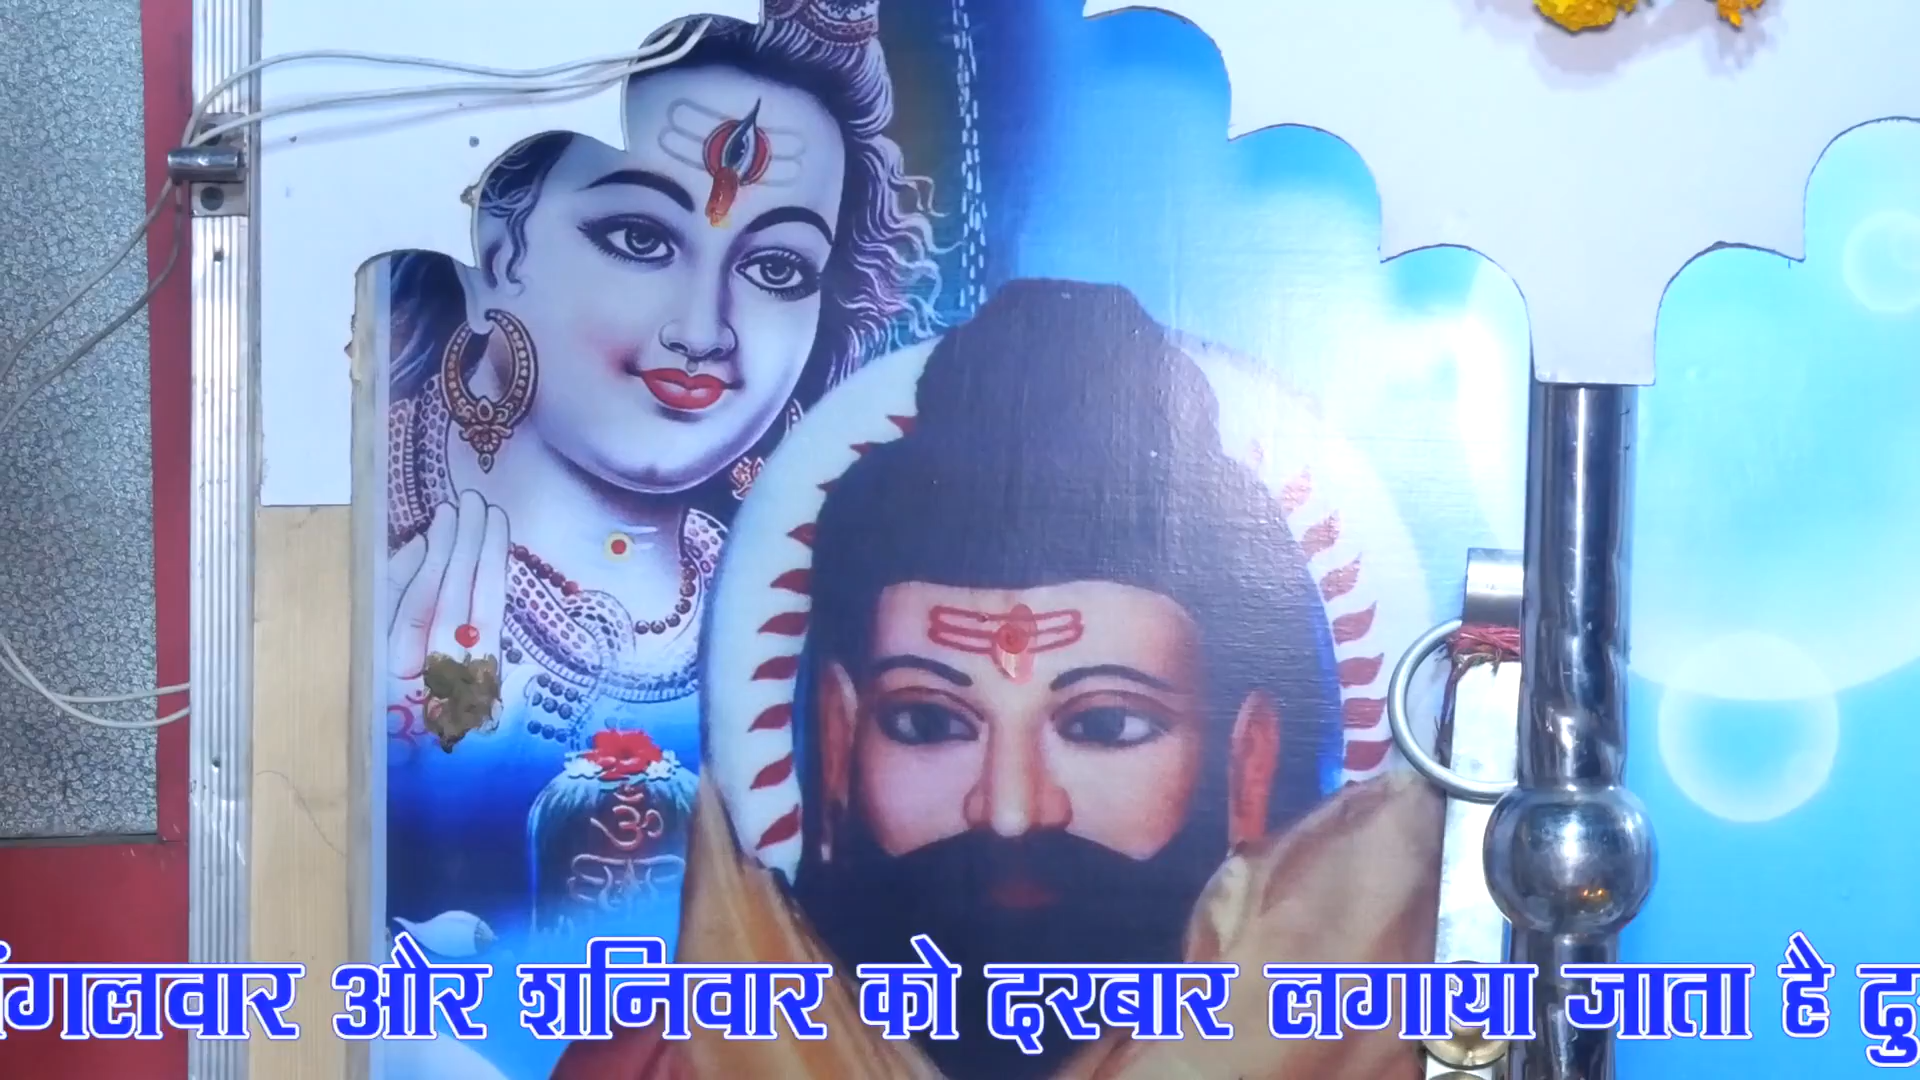 ॐ
ॐ
मंगलवार और शनिवार को दरबार लगाया जाता है